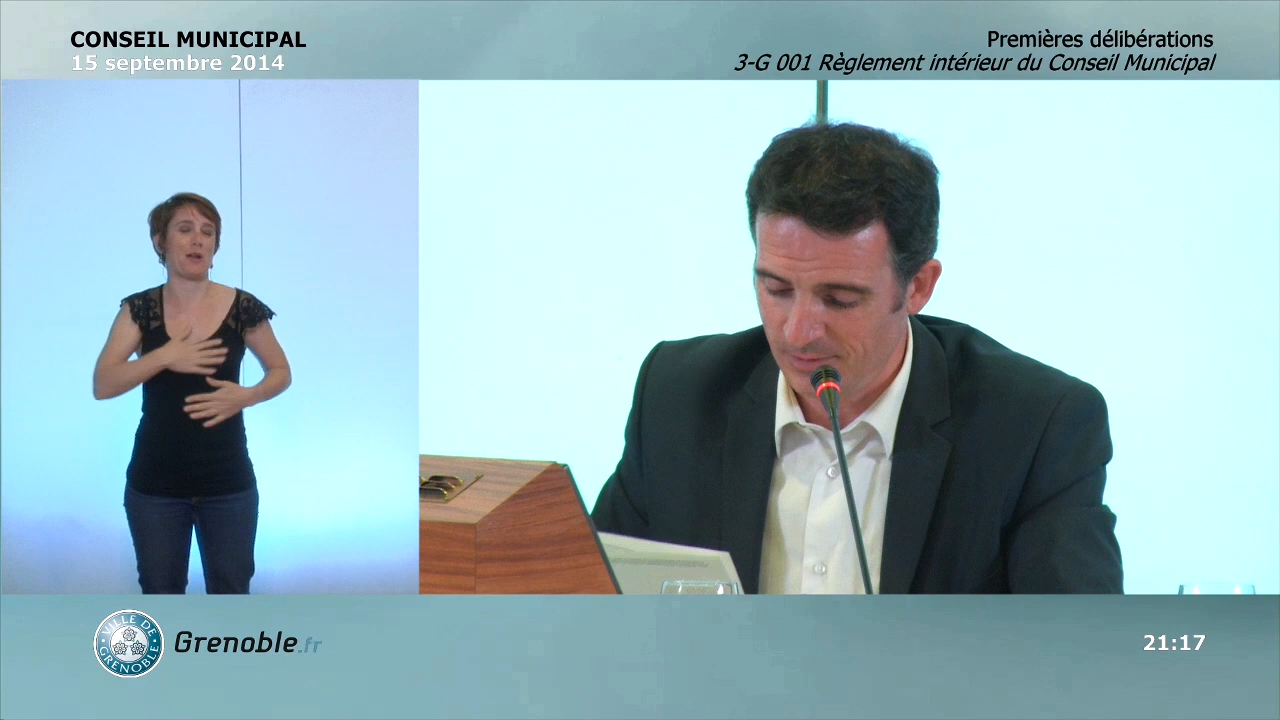 CONSEIL MUNICIPAL
15 septembre 2014
Premières délibérations
3-G 001 Règlement intérieur du Conseil Municipal
VILLE DE GRENOBLE
Grenoble.fr
21:17